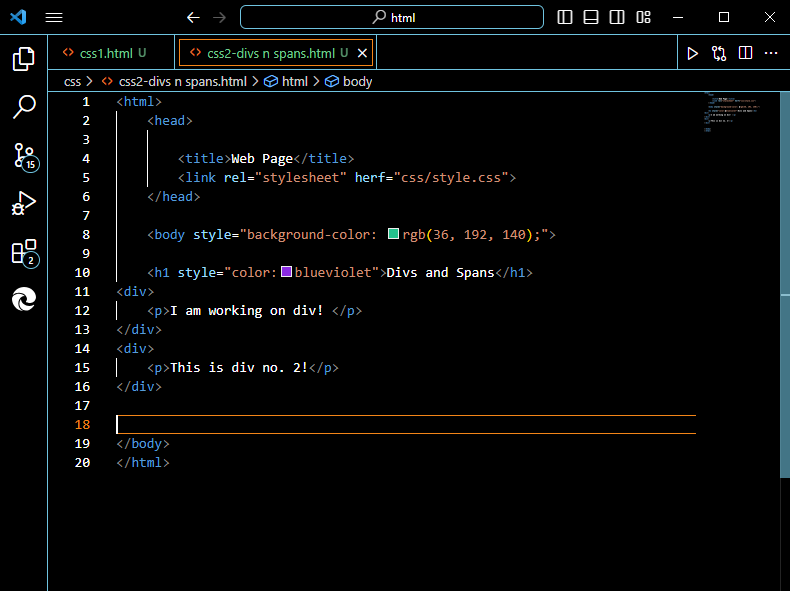 html
css1.html U
css2-divs n spans.html U
css > css2-divs n spans.html > html > body
1 <html>
2 <head>
3
4 <title>Web Page</title>
5 <link rel="stylesheet" herf="css/style.css">
6 </head>
7
8 <body style="background-color: rgb(36, 192, 140);">
9
10 <h1 style="color:blueviolet">Divs and Spans</h1>
11 <div>
12 <p>I am working on div! </p>
13 </div>
14 <div>
15 <p>This is div no. 2!</p>
16 </div>
17
18
19 </body>
20 </html>
15
2